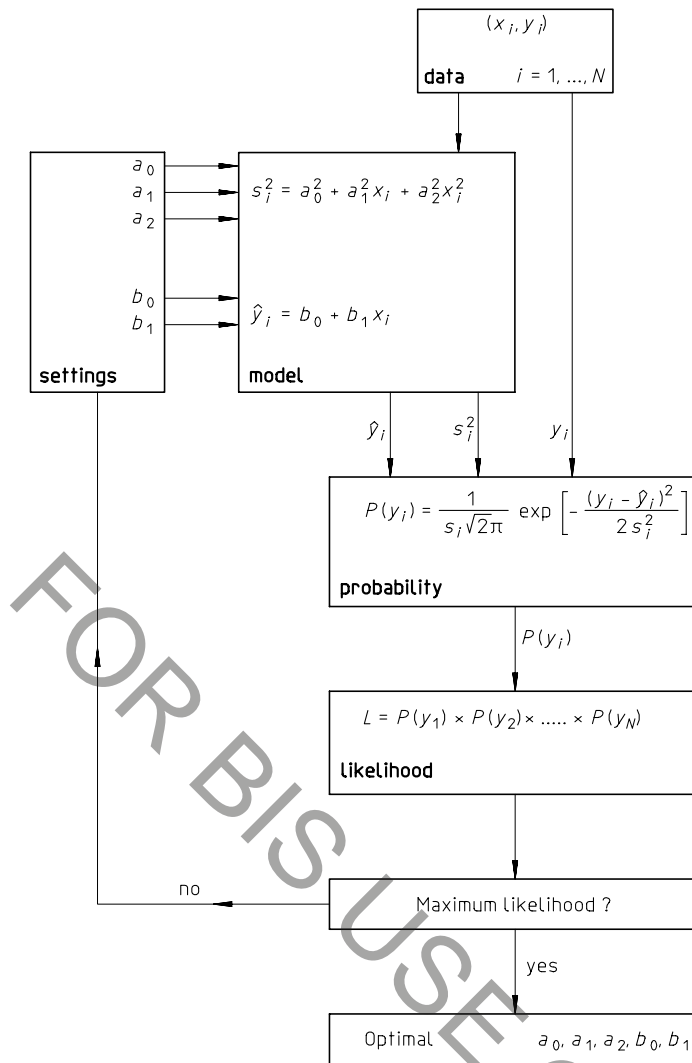 (x_i, y_i)
data i = 1, ..., N
a_0
a_1
a_2
b_0
b_1
settings
s_i^2 = a_0^2 + a_1^2 x_i + a_2^2 x_i^2
ŷ_i = b_0 + b_1 x_i
model
ŷ_i s_i^2 y_i
P(y_i) = 1 / (s_i √2π) exp [- (y_i - ŷ_i)^2 / 2 s_i^2]
probability
P(y_i)
L = P(y_1) × P(y_2) × ..... × P(y_N)
likelihood
no
Maximum likelihood ?
yes
Optimal a_0, a_1, a_2, b_0, b_1
FOR BIS USE